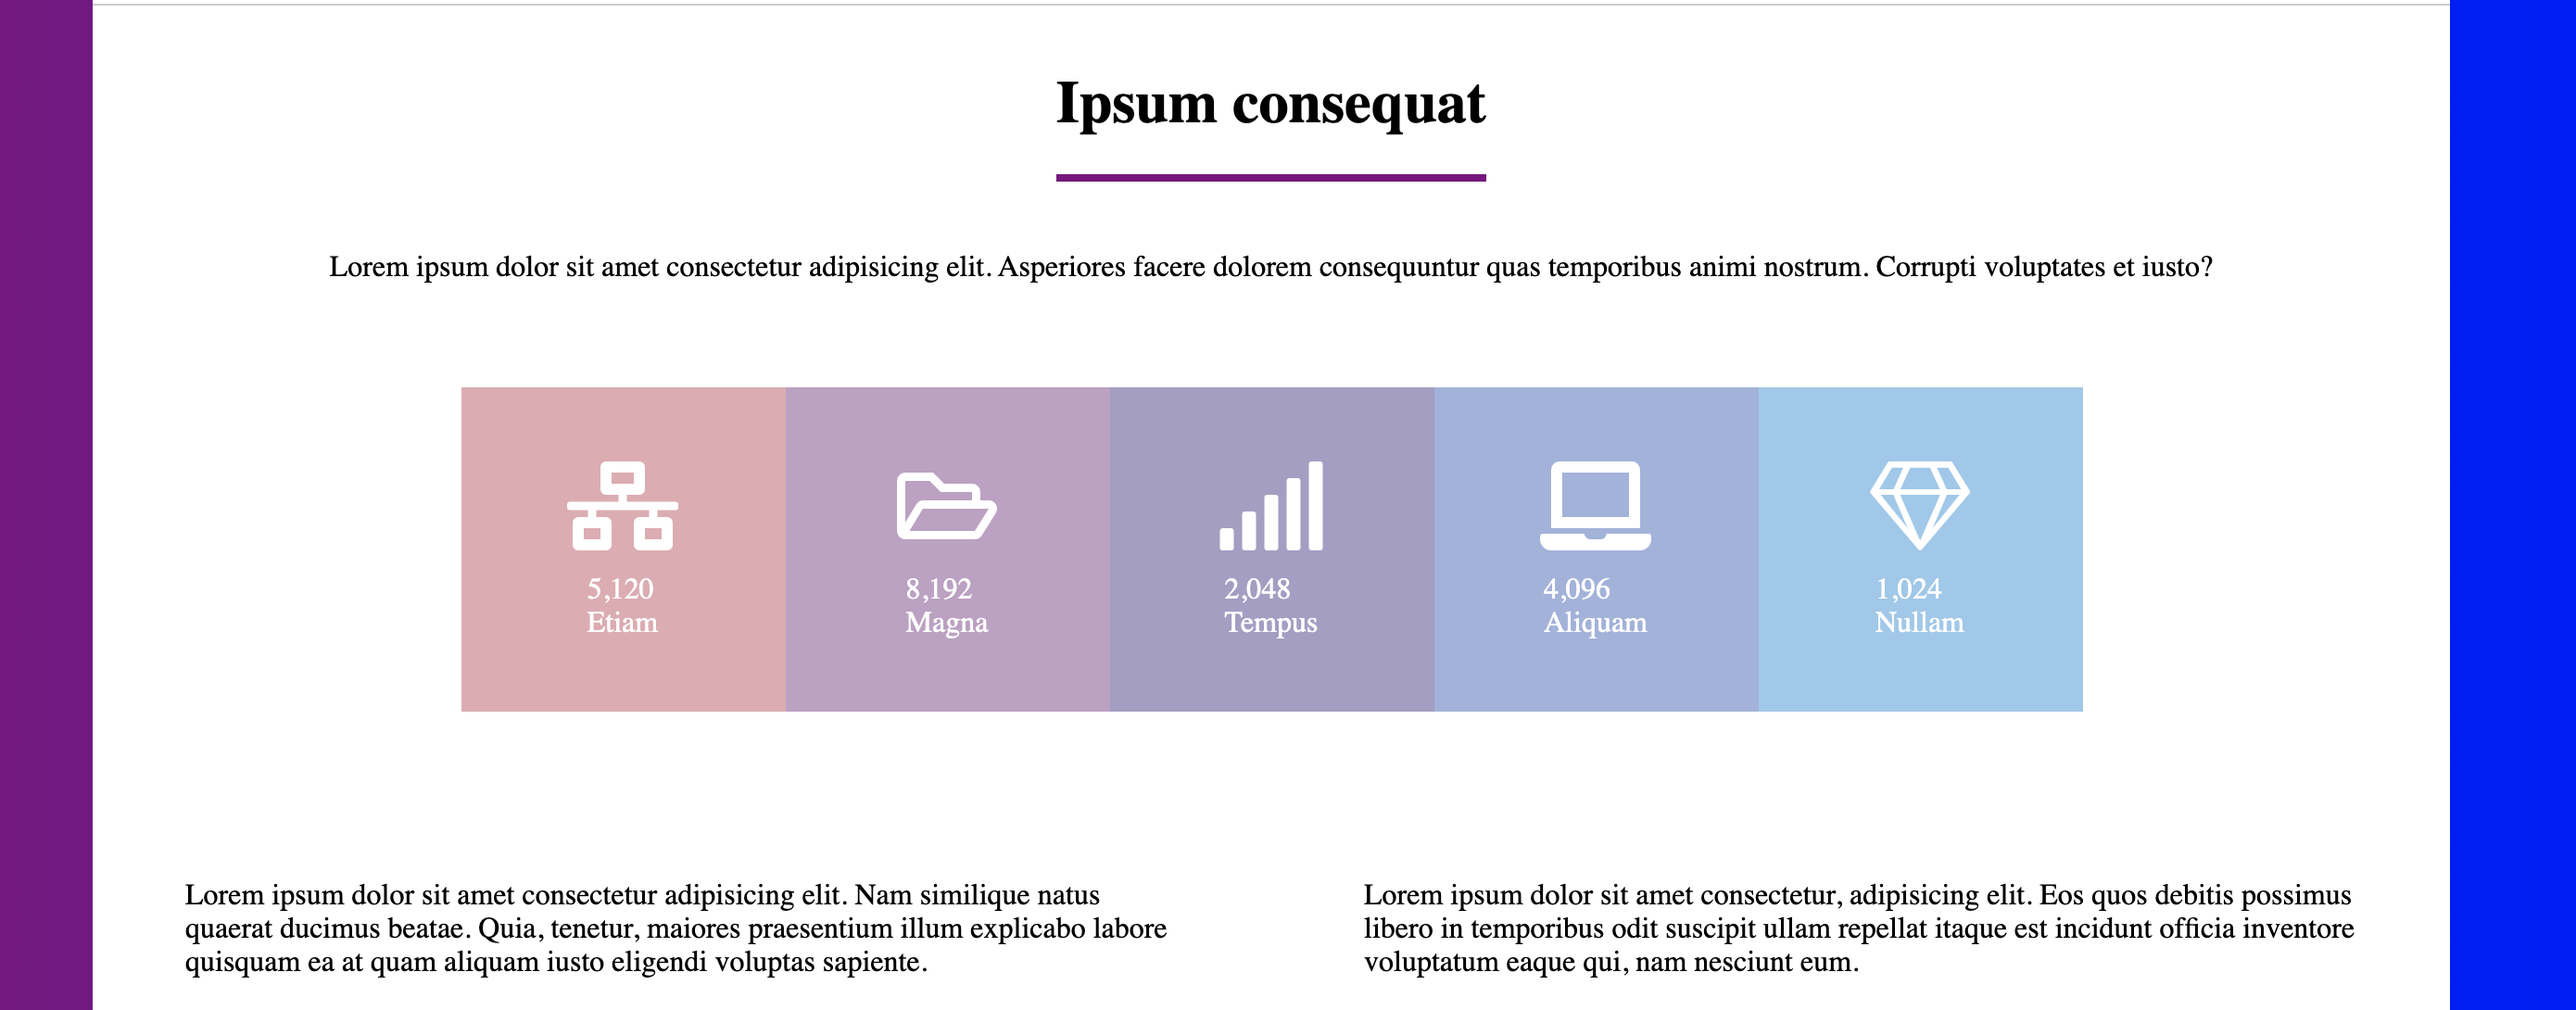 Ipsum consequat
Lorem ipsum dolor sit amet consectetur adipisicing elit. Asperiores facere dolorem consequuntur quas temporibus animi nostrum. Corrupti voluptates et iusto?
5,120
Etiam
8,192
Magna
2,048
Tempus
4,096
Aliquam
1,024
Nullam
Lorem ipsum dolor sit amet consectetur adipisicing elit. Nam similique natus
quaerat ducimus beatae. Quia, tenetur, maiores praesentium illum explicabo labore
quisquam ea at quam aliquam iusto eligendi voluptas sapiente.
Lorem ipsum dolor sit amet consectetur, adipisicing elit. Eos quos debitis possimus
libero in temporibus odit suscipit ullam repellat itaque est incidunt officia inventore
voluptatum eaque qui, nam nesciunt eum.